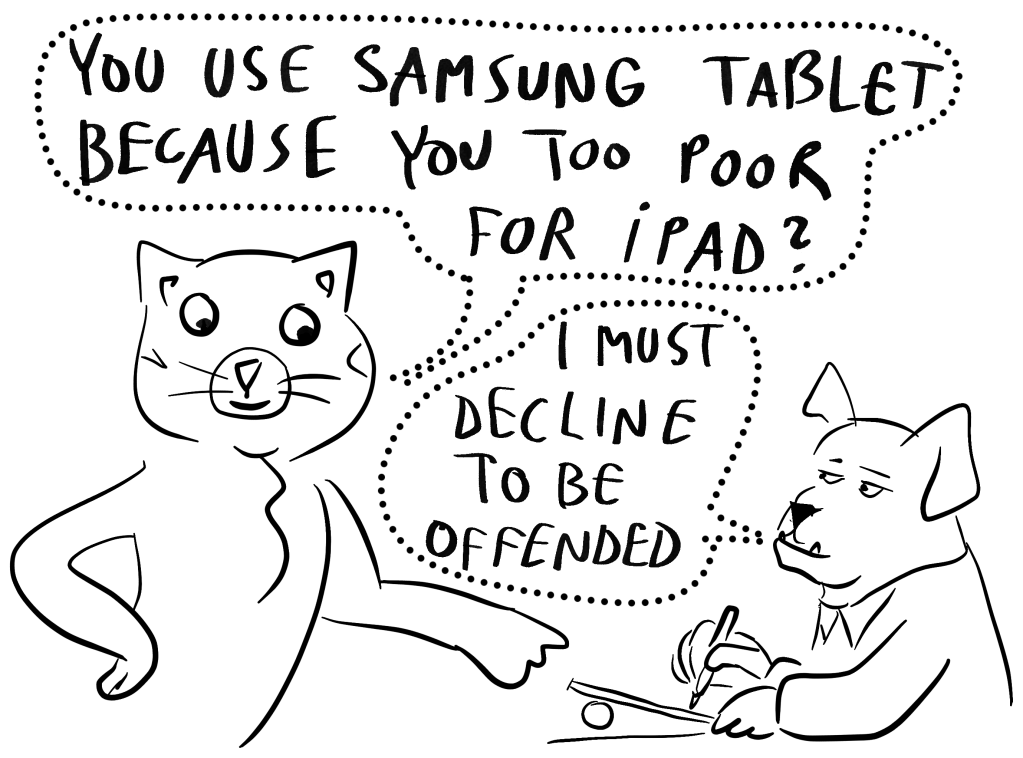 YOU USE SAMSUNG TABLET
BECAUSE YOU TOO POOR
FOR iPAD?
I MUST
DECLINE
TO BE
OFFENDED